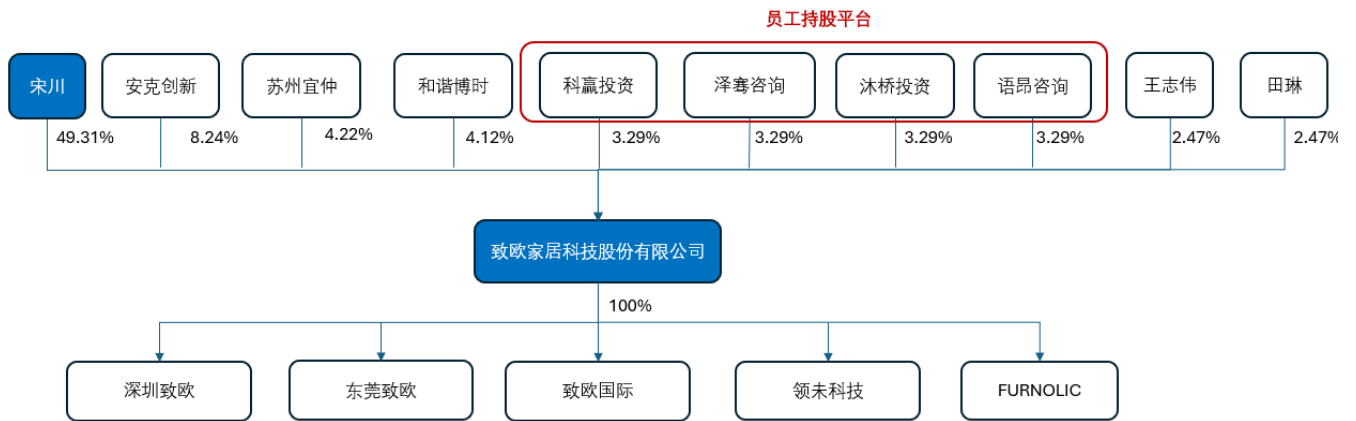 员工持股平台
宋川 安克创新 苏州宜仲 和谐博时 科赢投资 泽骞咨询 沐桥投资 语昂咨询 王志伟 田琳
49.31% 8.24% 4.22% 4.12% 3.29% 3.29% 3.29% 3.29% 2.47% 2.47%
致欧家居科技股份有限公司
100%
深圳致欧 东莞致欧 致欧国际 领未科技 FURNOLIC